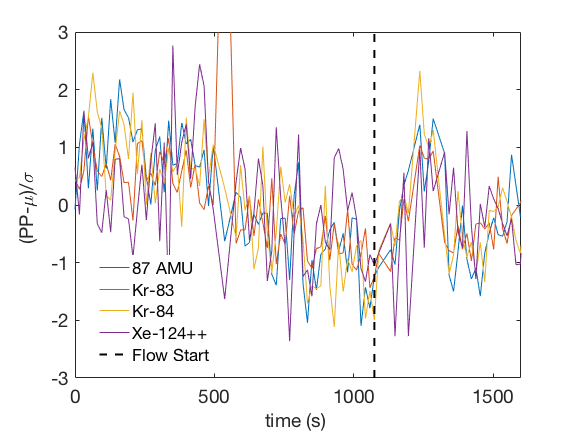 3
2
1
0
-1
-2
-3
(PP-μ)/σ
87 AMU
Kr-83
Kr-84
Xe-124++
Flow Start
0 500 1000 1500
time (s)